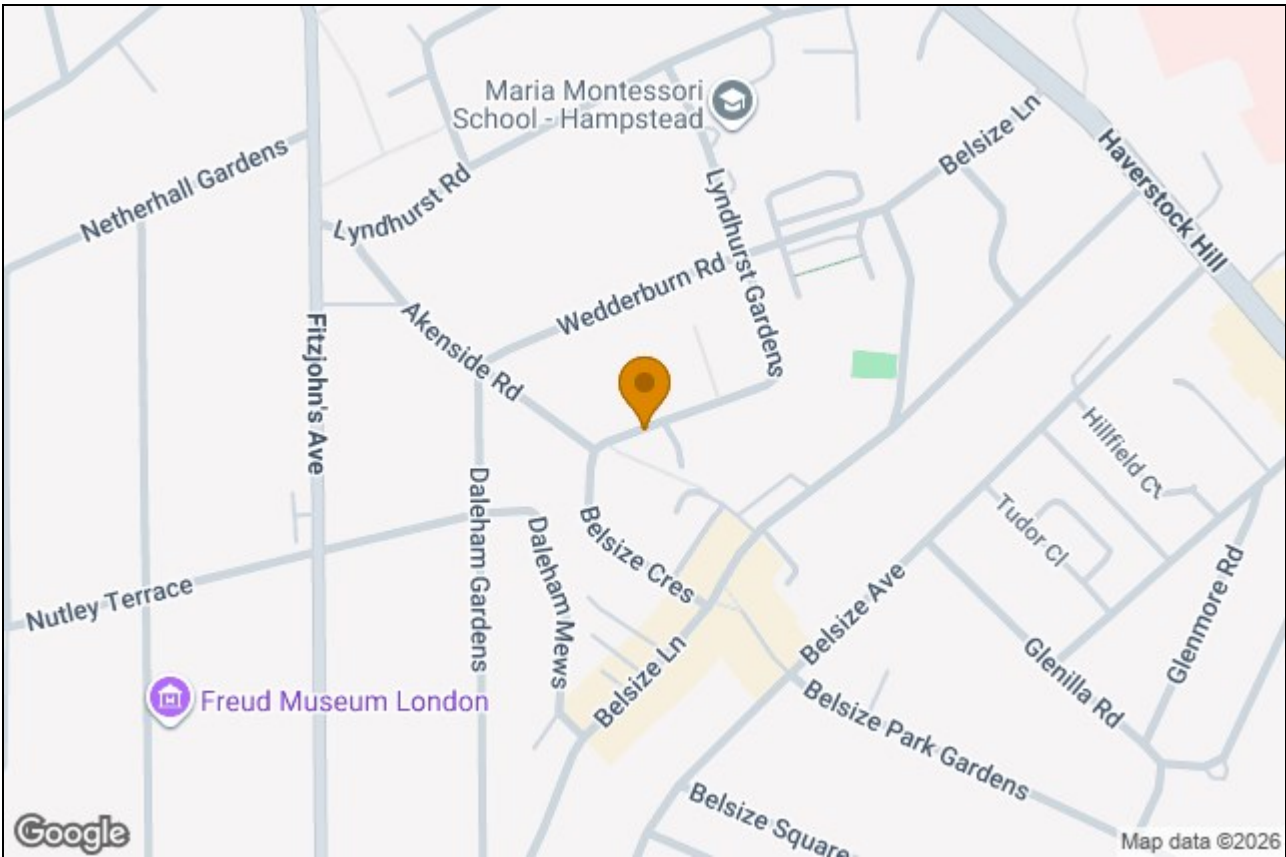 Maria Montessori
School - Hampstead
Belsize Ln
Haverstock Hill
Netherhall Gardens
Lyndhurst Rd
Lyndhurst Gardens
Wedderburn Rd
Akenside Rd
Fitzjohn's Ave
Hillfield Ct
Tudor Cl
Daleham Gardens
Daleham Mews
Belsize Cres
Nutley Terrace
Belsize Ave
Glenmore Rd
Glenilla Rd
Belsize Ln
Freud Museum London
Belsize Park Gardens
Belsize Square
Google
Map data ©2026